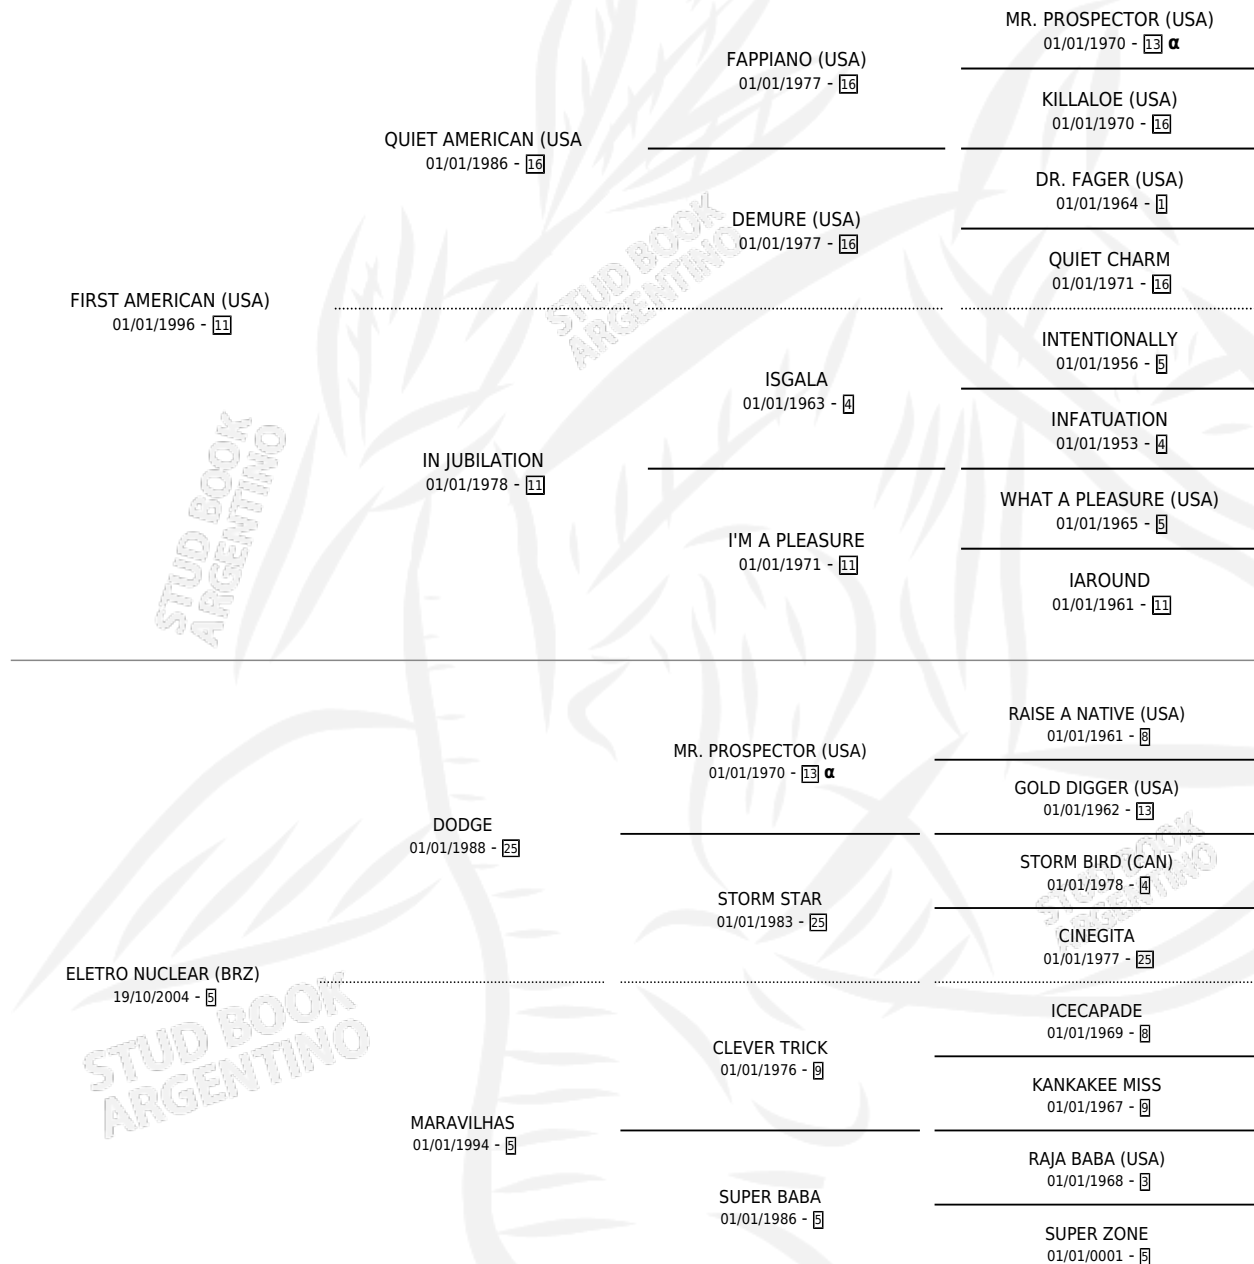 MR. PROSPECTOR (USA)
01/01/1970 - 13 α
FAPPIANO (USA)
01/01/1977 - 16
KILLALOE (USA)
01/01/1970 - 16
QUIET AMERICAN (USA
01/01/1986 - 16
DR. FAGER (USA)
01/01/1964 - 1
DEMURE (USA)
01/01/1977 - 16
QUIET CHARM
01/01/1971 - 16
FIRST AMERICAN (USA)
01/01/1996 - 11
INTENTIONALLY
01/01/1956 - 5
ISGALA
01/01/1963 - 4
INFATUATION
01/01/1953 - 4
IN JUBILATION
01/01/1978 - 11
WHAT A PLEASURE (USA)
01/01/1965 - 5
I'M A PLEASURE
01/01/1971 - 11
IAROUND
01/01/1961 - 11
RAISE A NATIVE (USA)
01/01/1961 - 8
MR. PROSPECTOR (USA)
01/01/1970 - 13 α
GOLD DIGGER (USA)
01/01/1962 - 13
DODGE
01/01/1988 - 25
STORM BIRD (CAN)
01/01/1978 - 4
STORM STAR
01/01/1983 - 25
CINEGITA
01/01/1977 - 25
ELETRO NUCLEAR (BRZ)
19/10/2004 - 5
ICECAPADE
01/01/1969 - 8
CLEVER TRICK
01/01/1976 - 9
KANKAKEE MISS
01/01/1967 - 9
MARAVILHAS
01/01/1994 - 5
RAJA BABA (USA)
01/01/1968 - 3
SUPER BABA
01/01/1986 - 5
SUPER ZONE
01/01/0001 - 5
STUD BOOK
ARGENTINO
STUD BOOK
ARGENTINO
STUD BOOK
ARGENTINO
STUD BOOK
ARGENTINO